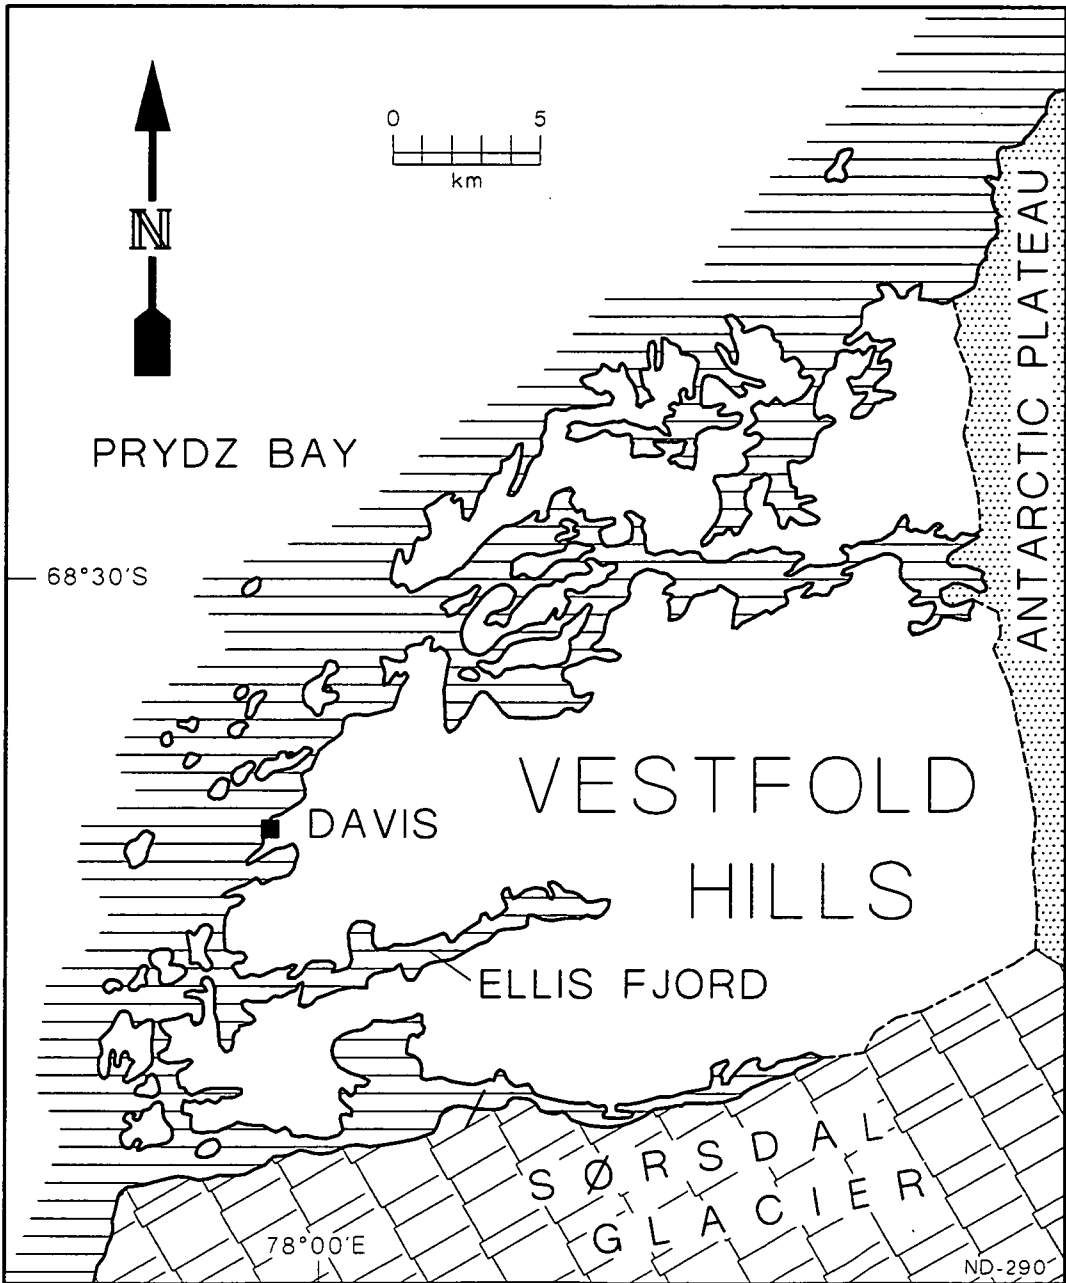 0 5
km
N
PRYDZ BAY
ANTARCTIC PLATEAU
68°30'S
VESTFOLD
HILLS
DAVIS
ELLIS FJORD
SØRSDAL
GLACIER
78°00'E
ND-290